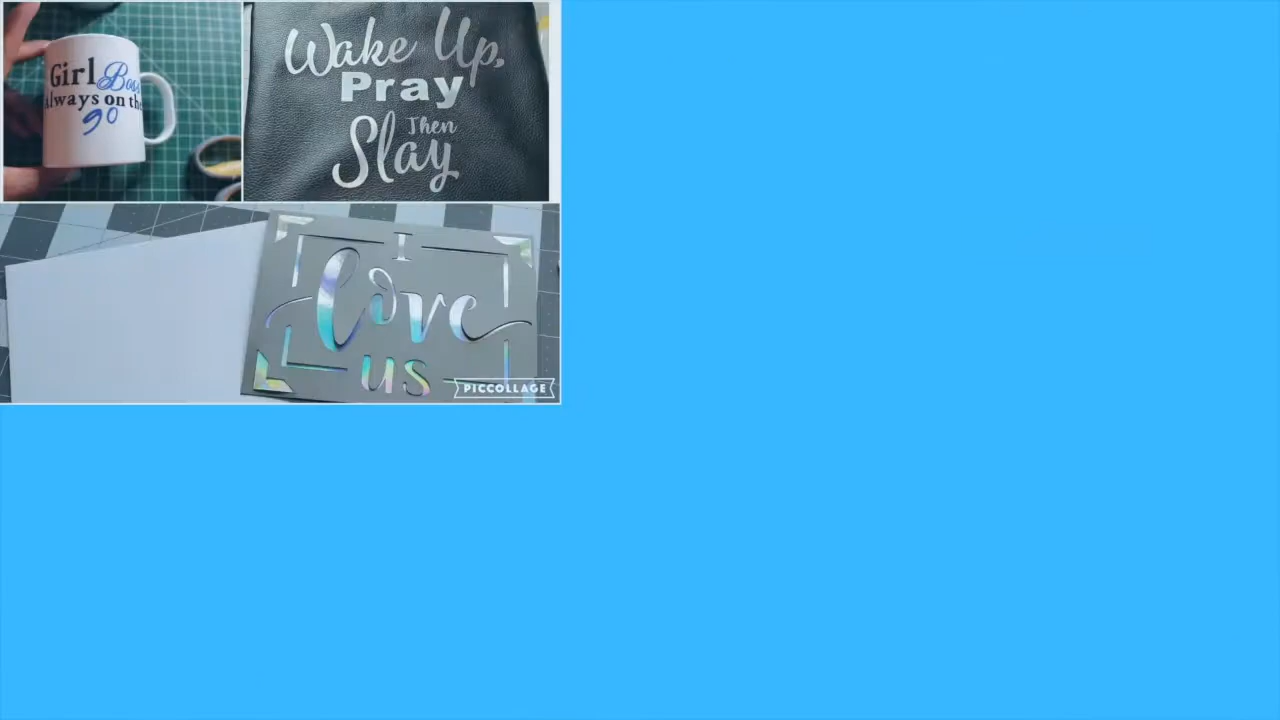 Girl Boss
Always on the
go
Wake Up,
Pray
Then
Slay
I
love
us
PICCOLLAGE